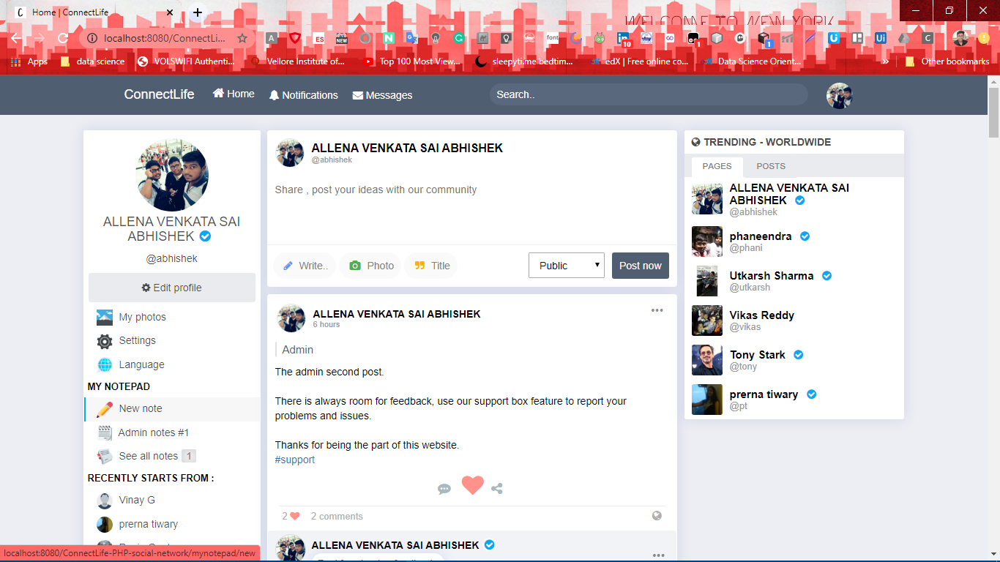 WELCOME TO NEW YORK
Home | ConnectLife
localhost:8080/ConnectLi...
Apps
data science
VOLSWIFI Authenti...
Vellore Institute of...
Top 100 Most View...
sleepyti.me bedtim...
edX | Free online co...
Data Science Orient...
»
Other bookmarks
ConnectLife
Home
Notifications
Messages
Search..
ALLENA VENKATA SAI
ABHISHEK
@abhishek
Edit profile
My photos
Settings
Language
MY NOTEPAD
New note
Admin notes #1
See all notes 1
RECENTLY STARTS FROM :
Vinay G
prerna tiwary
localhost:8080/ConnectLife-PHP-social-network/mynotepad/new
ALLENA VENKATA SAI ABHISHEK
@abhishek
Share , post your ideas with our community
Write..
Photo
Title
Public
Post now
ALLENA VENKATA SAI ABHISHEK
6 hours
Admin
The admin second post.
There is always room for feedback, use our support box feature to report your
problems and issues.
Thanks for being the part of this website.
#support
2
2 comments
ALLENA VENKATA SAI ABHISHEK
TRENDING - WORLDWIDE
PAGES
POSTS
ALLENA VENKATA SAI
ABHISHEK
@abhishek
phaneendra
@phani
Utkarsh Sharma
@utkarsh
Vikas Reddy
@vikas
Tony Stark
@tony
prerna tiwary
@pt